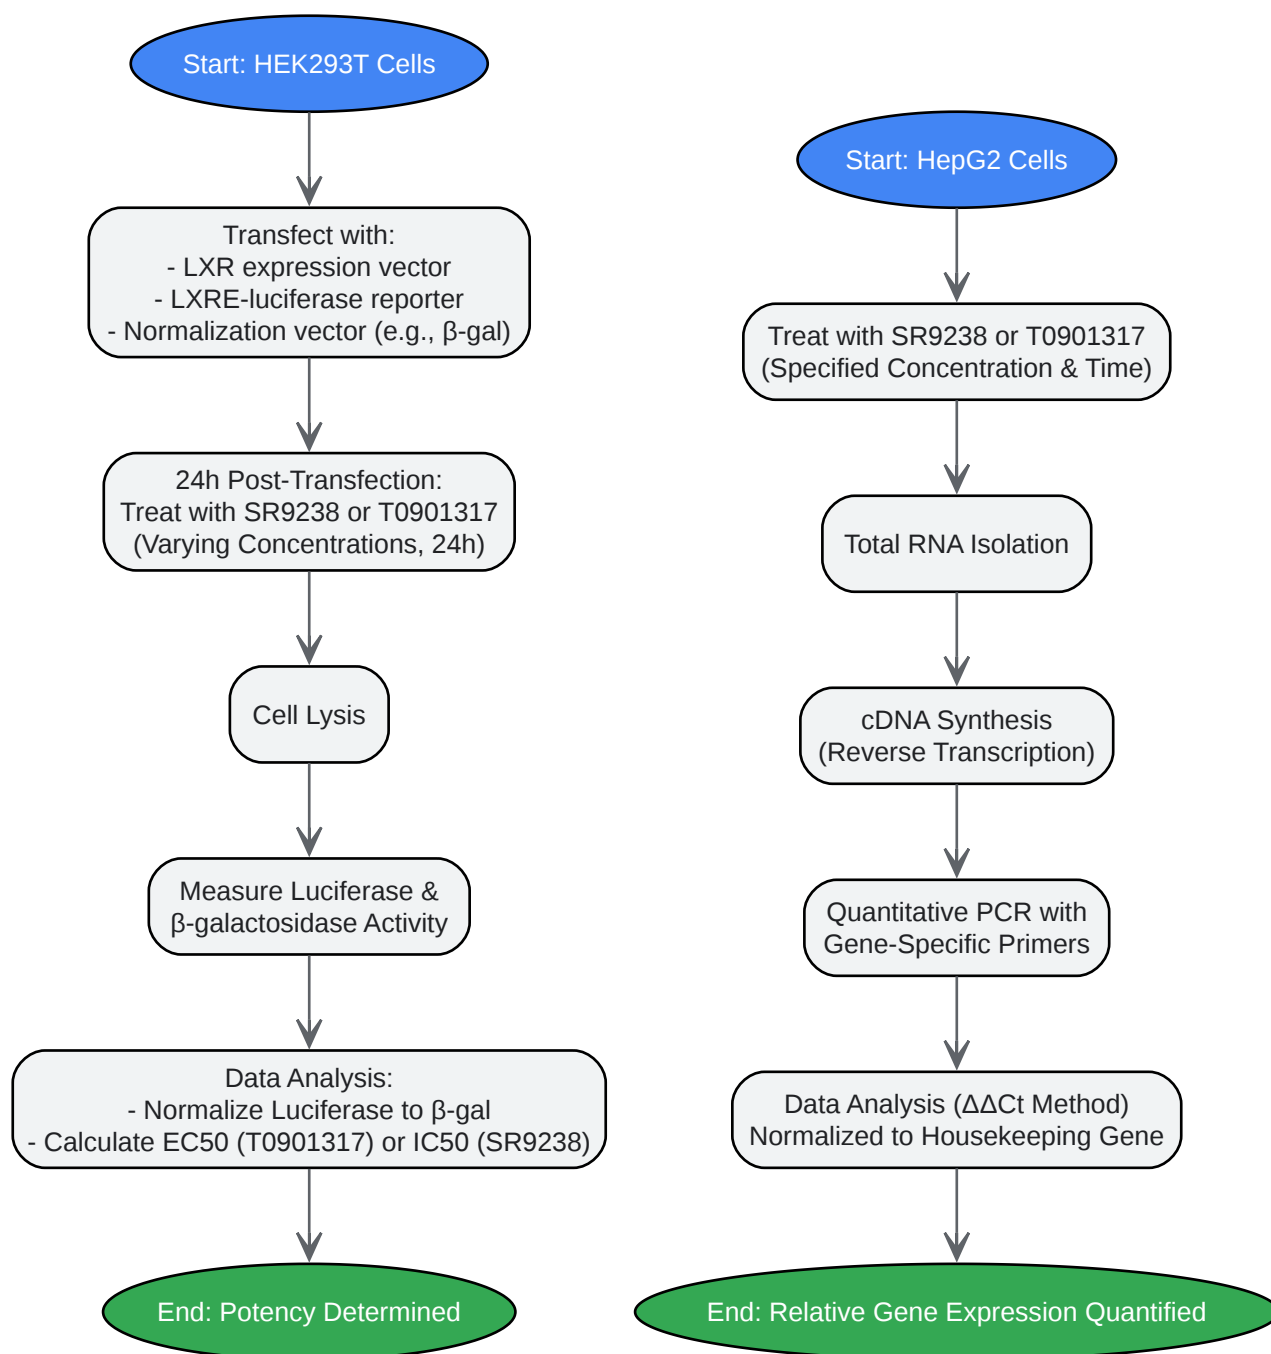 Start: HEK293T Cells
Transfect with:
- LXR expression vector
- LXRE-luciferase reporter
- Normalization vector (e.g., β-gal)
24h Post-Transfection:
Treat with SR9238 or T0901317
(Varying Concentrations, 24h)
Cell Lysis
Measure Luciferase &
β-galactosidase Activity
Data Analysis:
- Normalize Luciferase to β-gal
- Calculate EC50 (T0901317) or IC50 (SR9238)
End: Potency Determined
Start: HepG2 Cells
Treat with SR9238 or T0901317
(Specified Concentration & Time)
Total RNA Isolation
cDNA Synthesis
(Reverse Transcription)
Quantitative PCR with
Gene-Specific Primers
Data Analysis (ΔΔCt Method)
Normalized to Housekeeping Gene
End: Relative Gene Expression Quantified